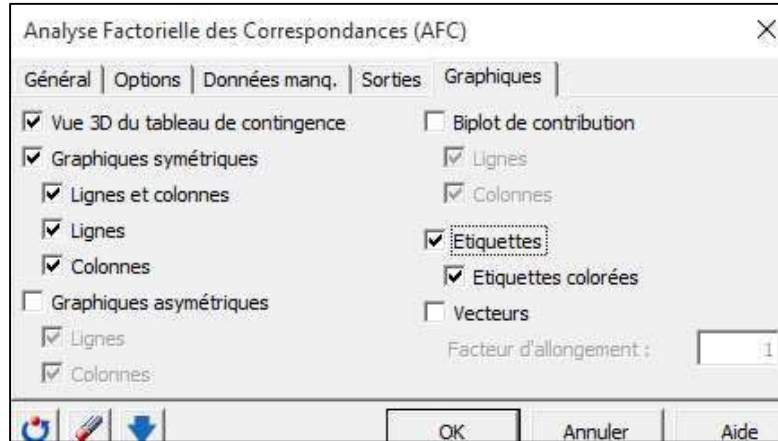 Analyse Factorielle des Correspondances (AFC)
Général Options Données manq. Sorties Graphiques
Vue 3D du tableau de contingence
Graphiques symétriques
Lignes et colonnes
Lignes
Colonnes
Graphiques asymétriques
Lignes
Colonnes
Biplot de contribution
Lignes
Colonnes
Etiquettes
Etiquettes colorées
Vecteurs
Facteur d'allongement : 1
OK Annuler Aide